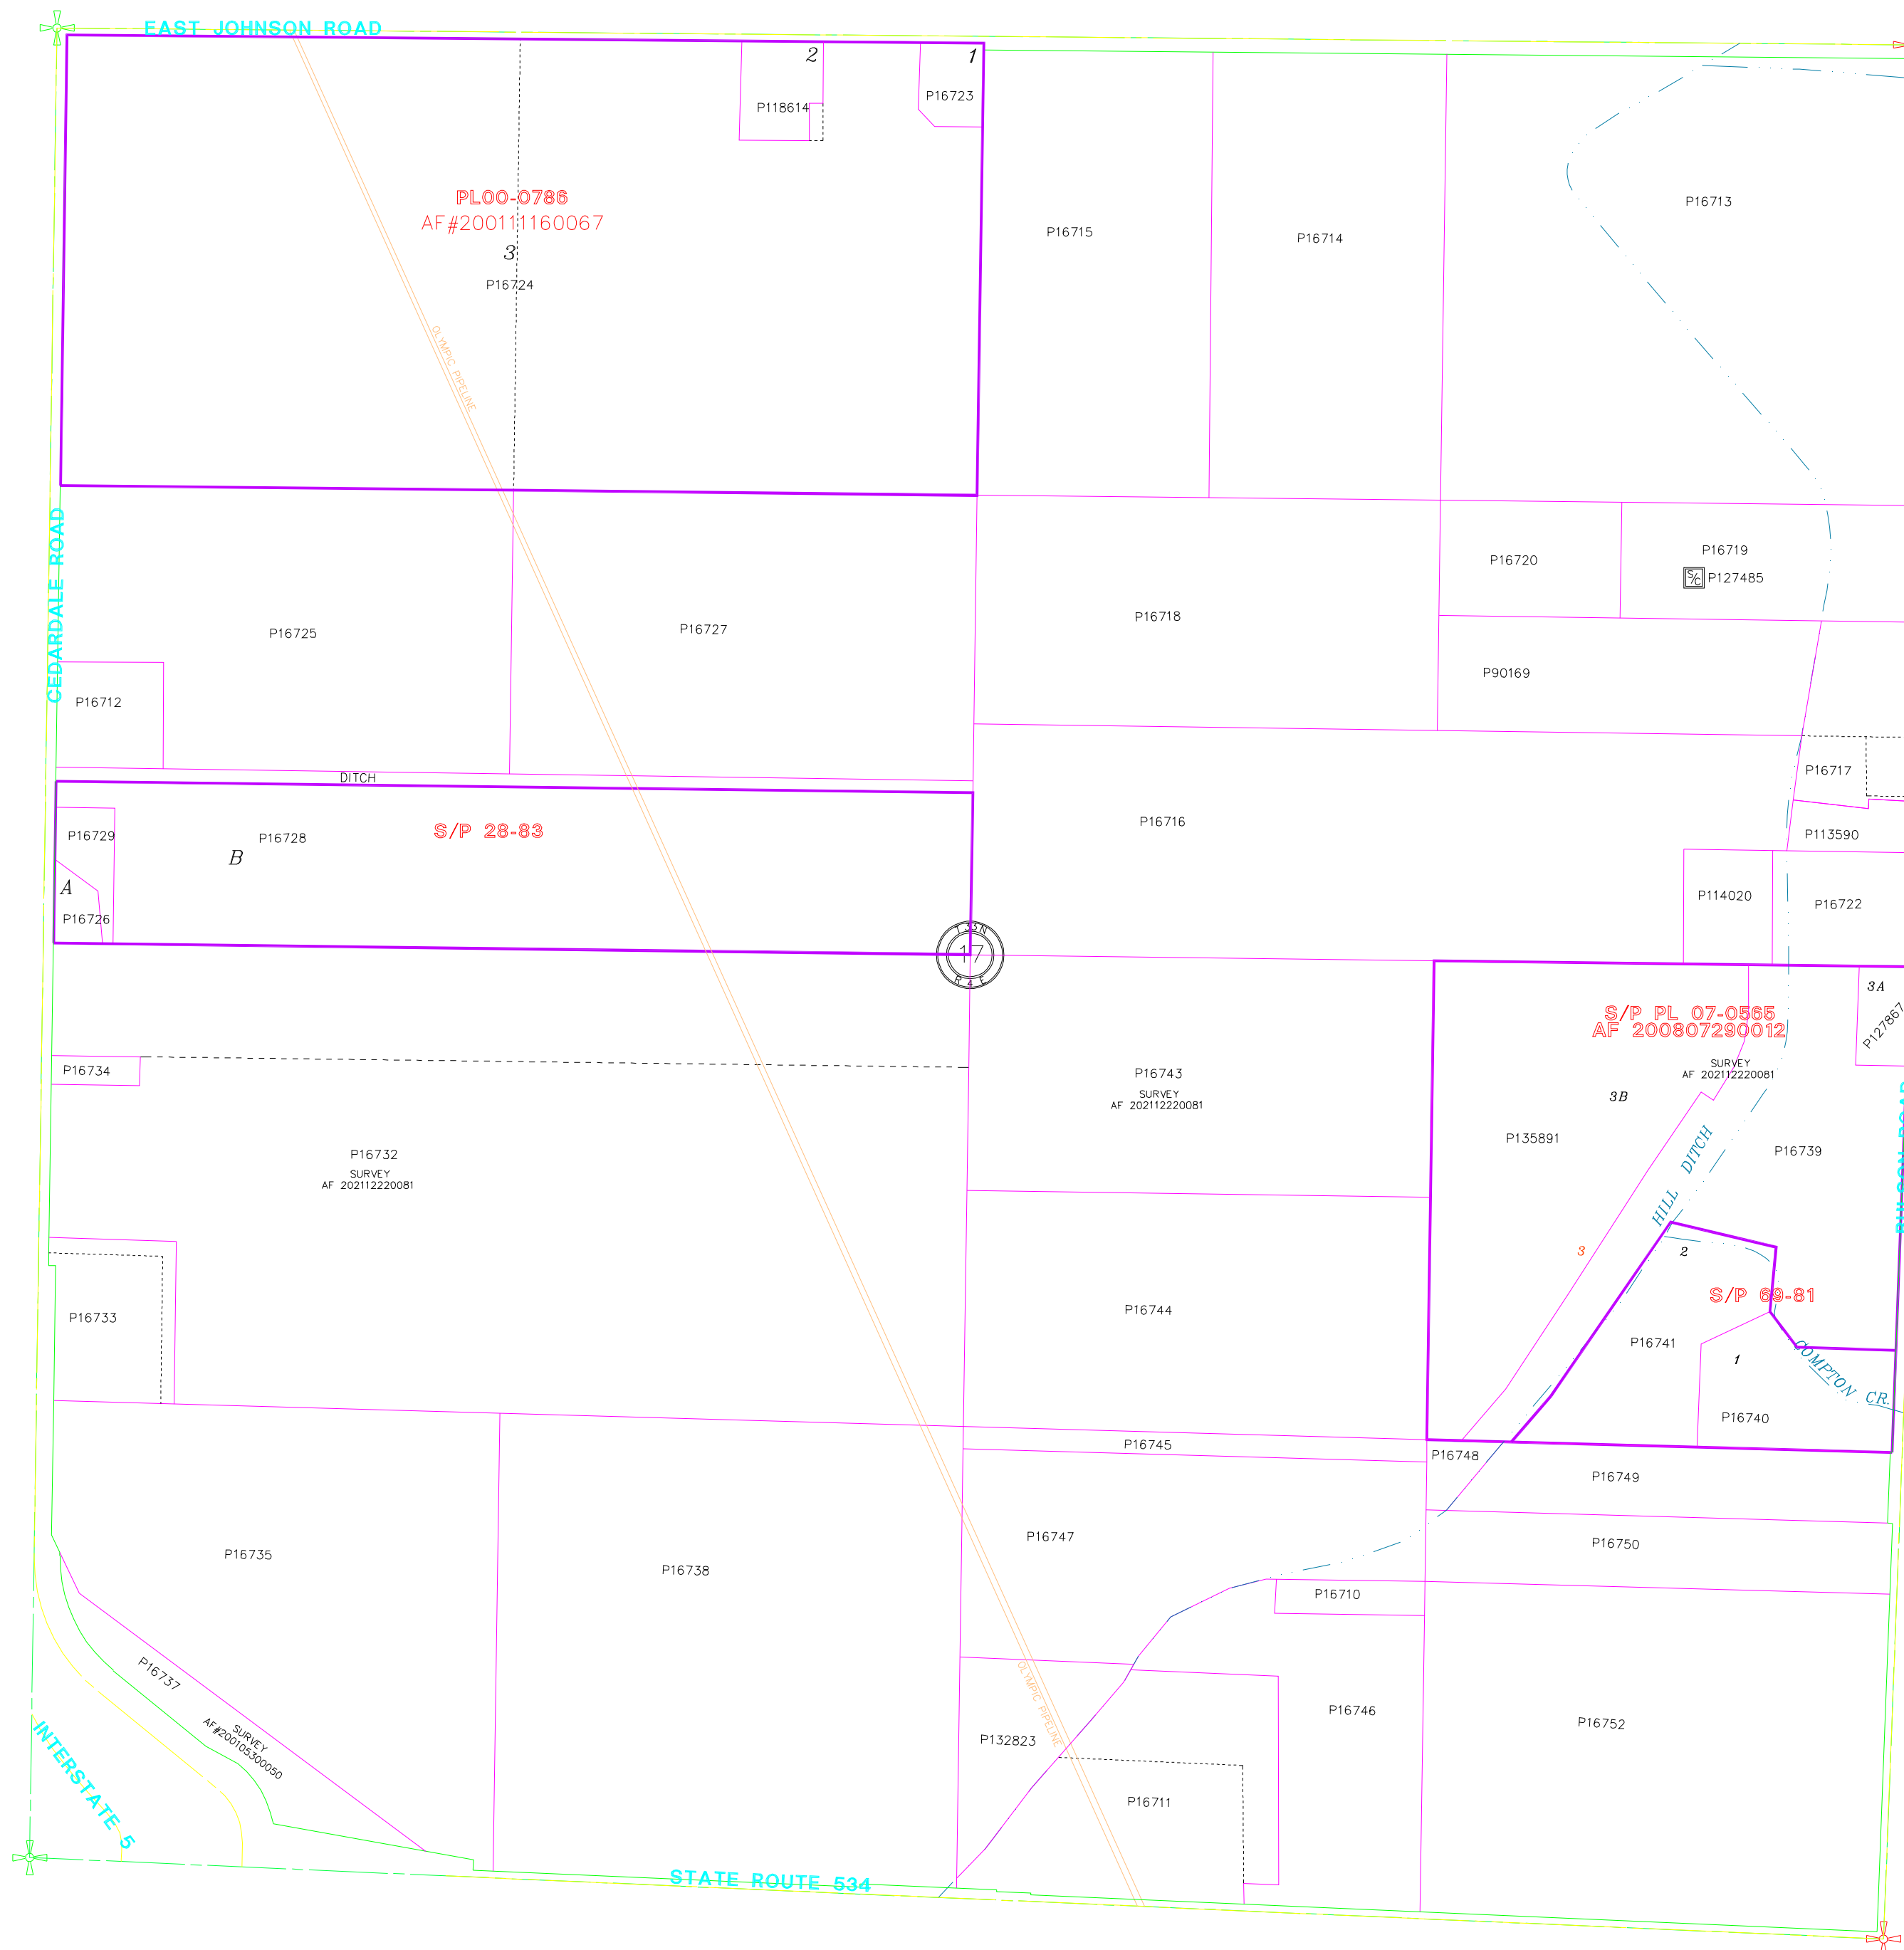 EAST JOHNSON ROAD
2
1
P118614
P16723
PL00-0786
AF#200111160067
3
P16724
P16715
P16714
P16713
OLYMPIC PIPELINE
CEDARDALE ROAD
P16725
P16727
P16718
P16720
P16719
S/C P127485
P90169
P16712
DITCH
P16717
P16716
P113590
P16729
P16728
S/P 28-83
B
A
P16726
P114020
P16722
T 33N
17
R 4 E
3A
P127867
S/P PL 07-0565
AF 200807290012
SURVEY
AF 202112220081
P16734
P16743
SURVEY
AF 202112220081
3B
P135891
P16739
HILL DITCH
P16732
SURVEY
AF 202112220081
3
2
S/P 69-81
P16733
P16744
P16741
1
COMPTON CR.
P16740
P16745
P16748
P16749
P16747
P16750
P16735
P16738
P16710
P16737
SURVEY
AF#200105300050
OLYMPIC PIPELINE
P16746
P16752
P132823
P16711
INTERSTATE 5
STATE ROUTE 534